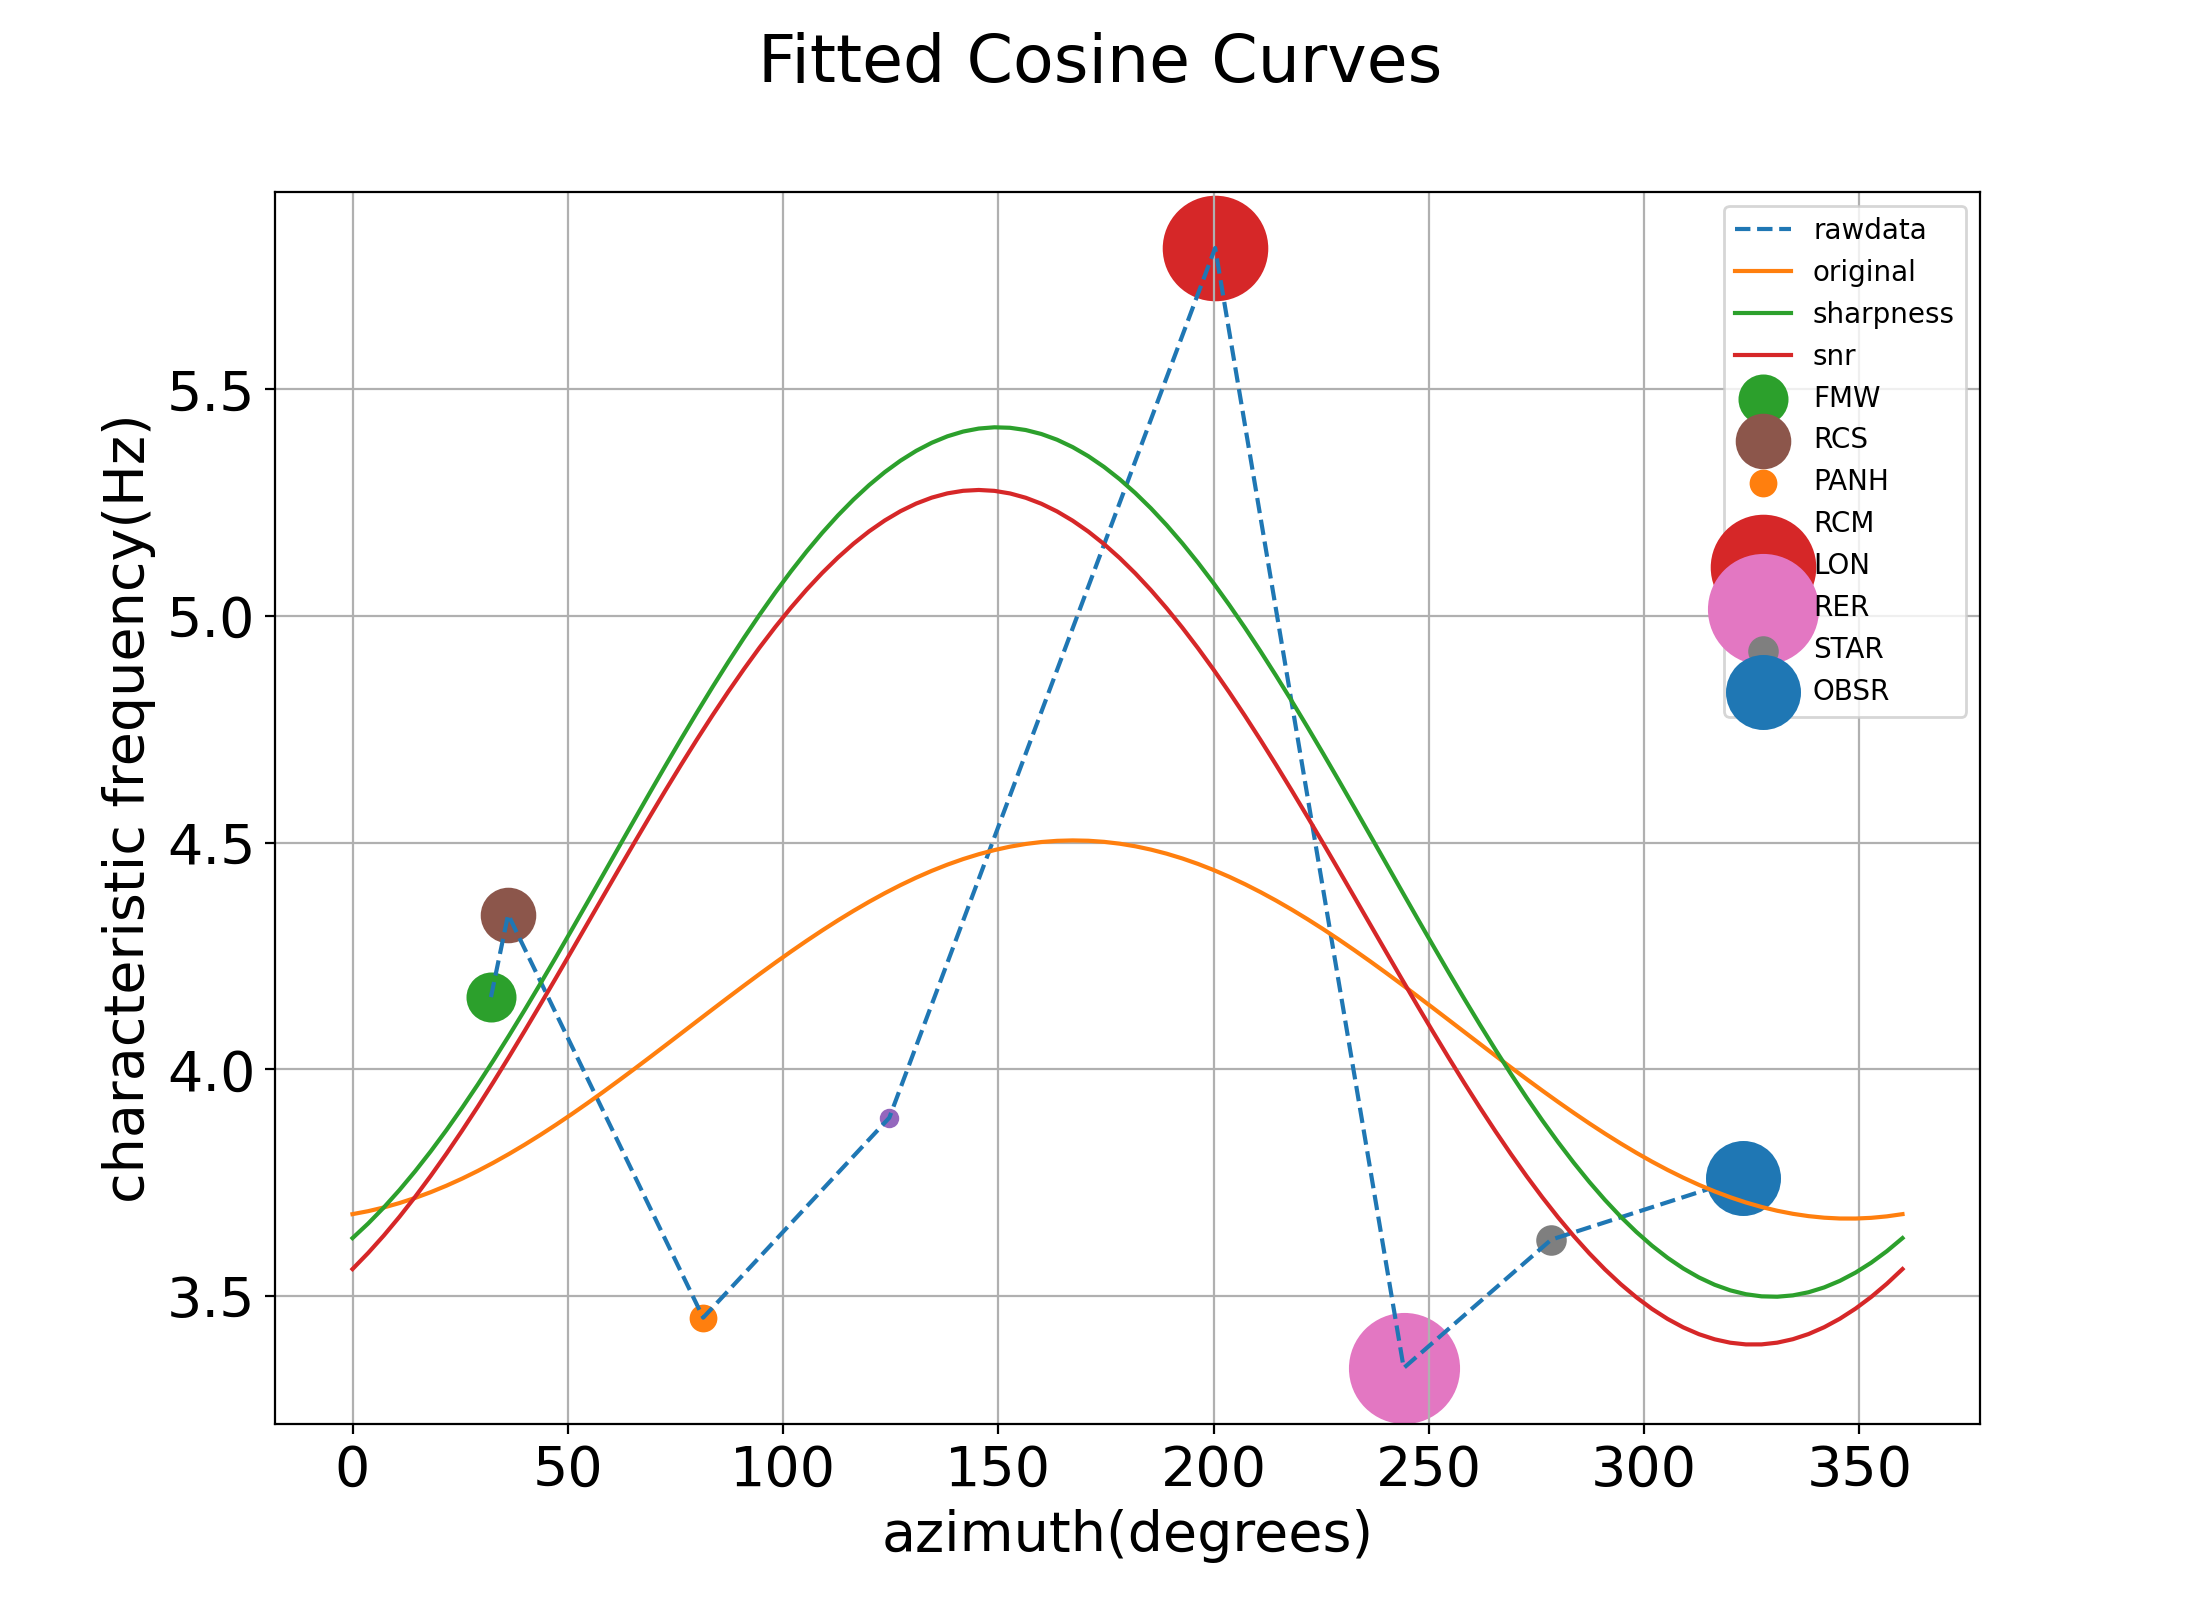 Fitted Cosine Curves
rawdata
original
sharpness
snr
FMW
RCS
PANH
RCM
LON
RER
STAR
OBSR
characteristic frequency(Hz)
5.5
5.0
4.5
4.0
3.5
0 50 100 150 200 250 300 350
azimuth(degrees)